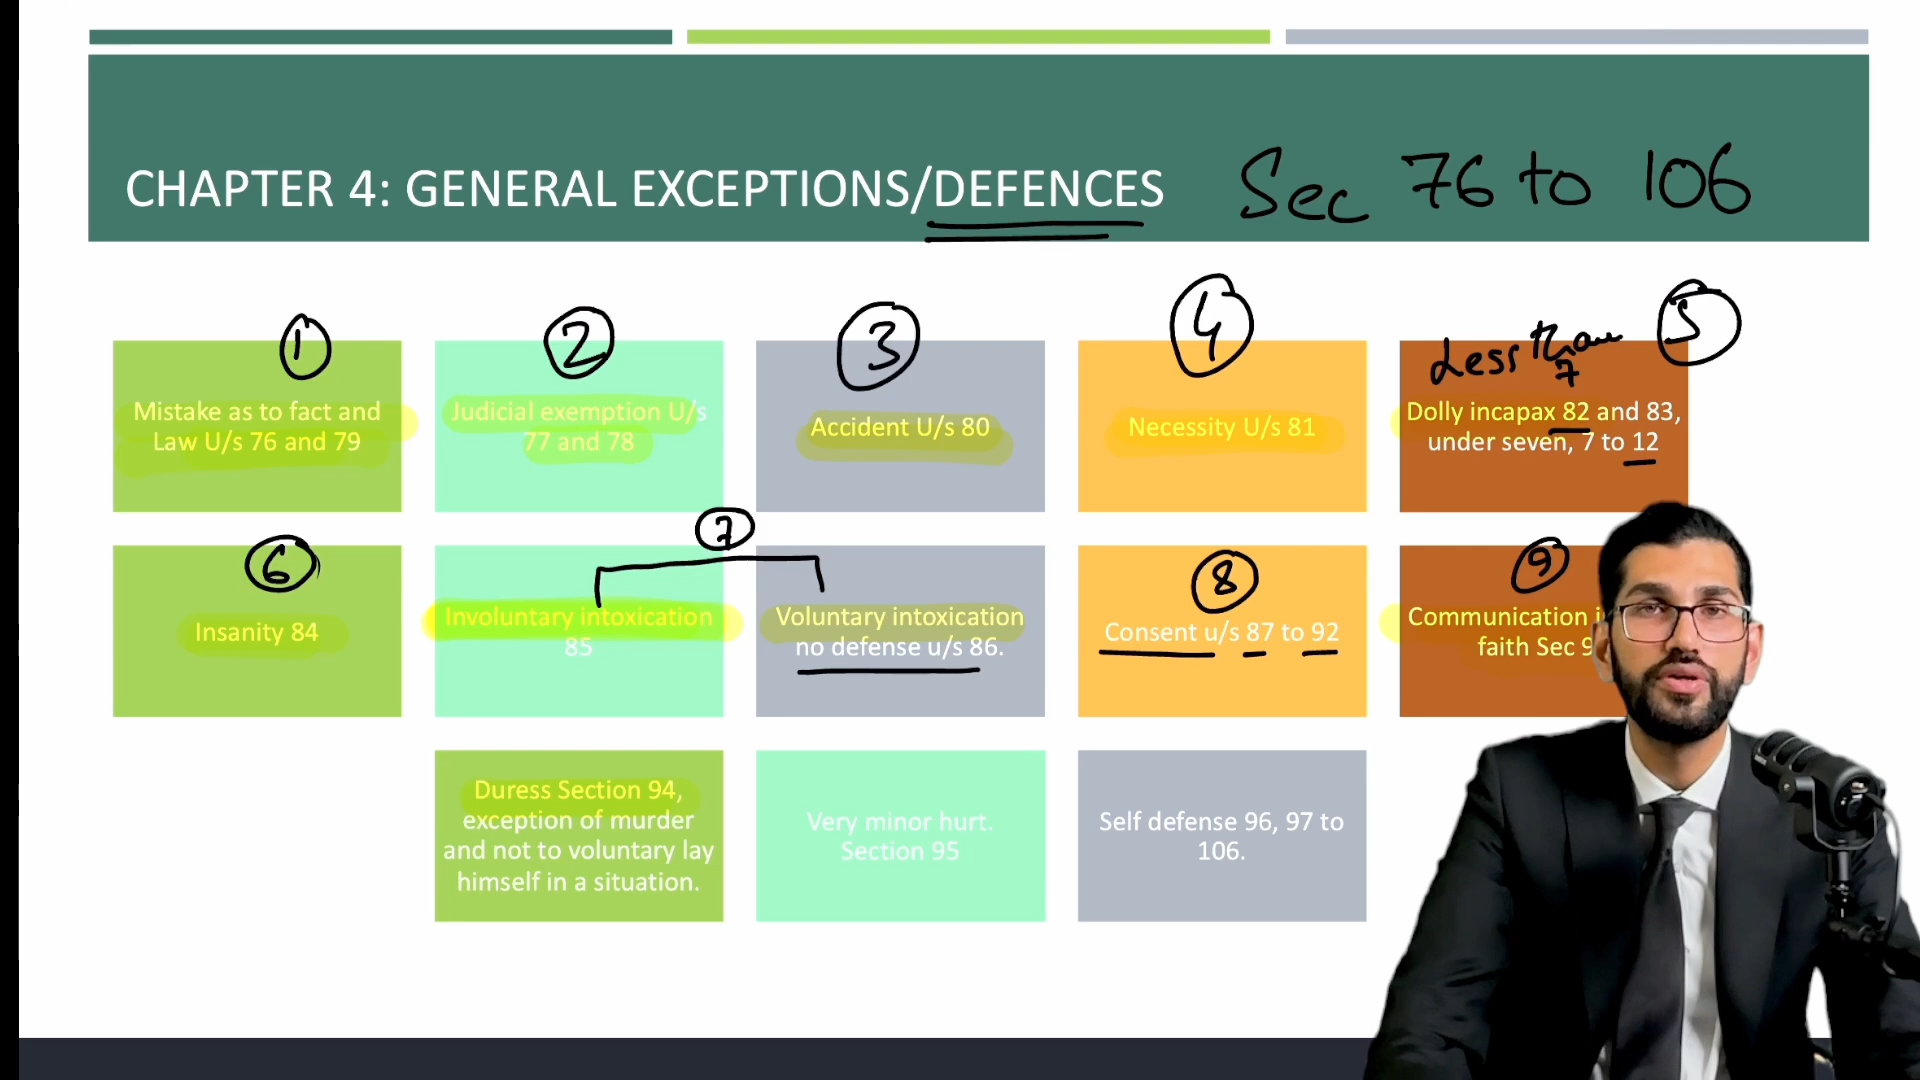 CHAPTER 4: GENERAL EXCEPTIONS/DEFENCES Sec 76 to 106
1
Mistake as to fact and
Law U/s 76 and 79
2
Judicial exemption U/s
77 and 78
3
Accident U/s 80
4
Necessity U/s 81
5
Less than
7
Dolly incapax 82 and 83,
under seven, 7 to 12
6
Insanity 84
7
Involuntary intoxication
85
Voluntary intoxication
no defense u/s 86.
8
Consent u/s 87 to 92
9
Communication
faith Sec 9
Duress Section 94,
exception of murder
and not to voluntary lay
himself in a situation.
Very minor hurt.
Section 95
Self defense 96, 97 to
106.